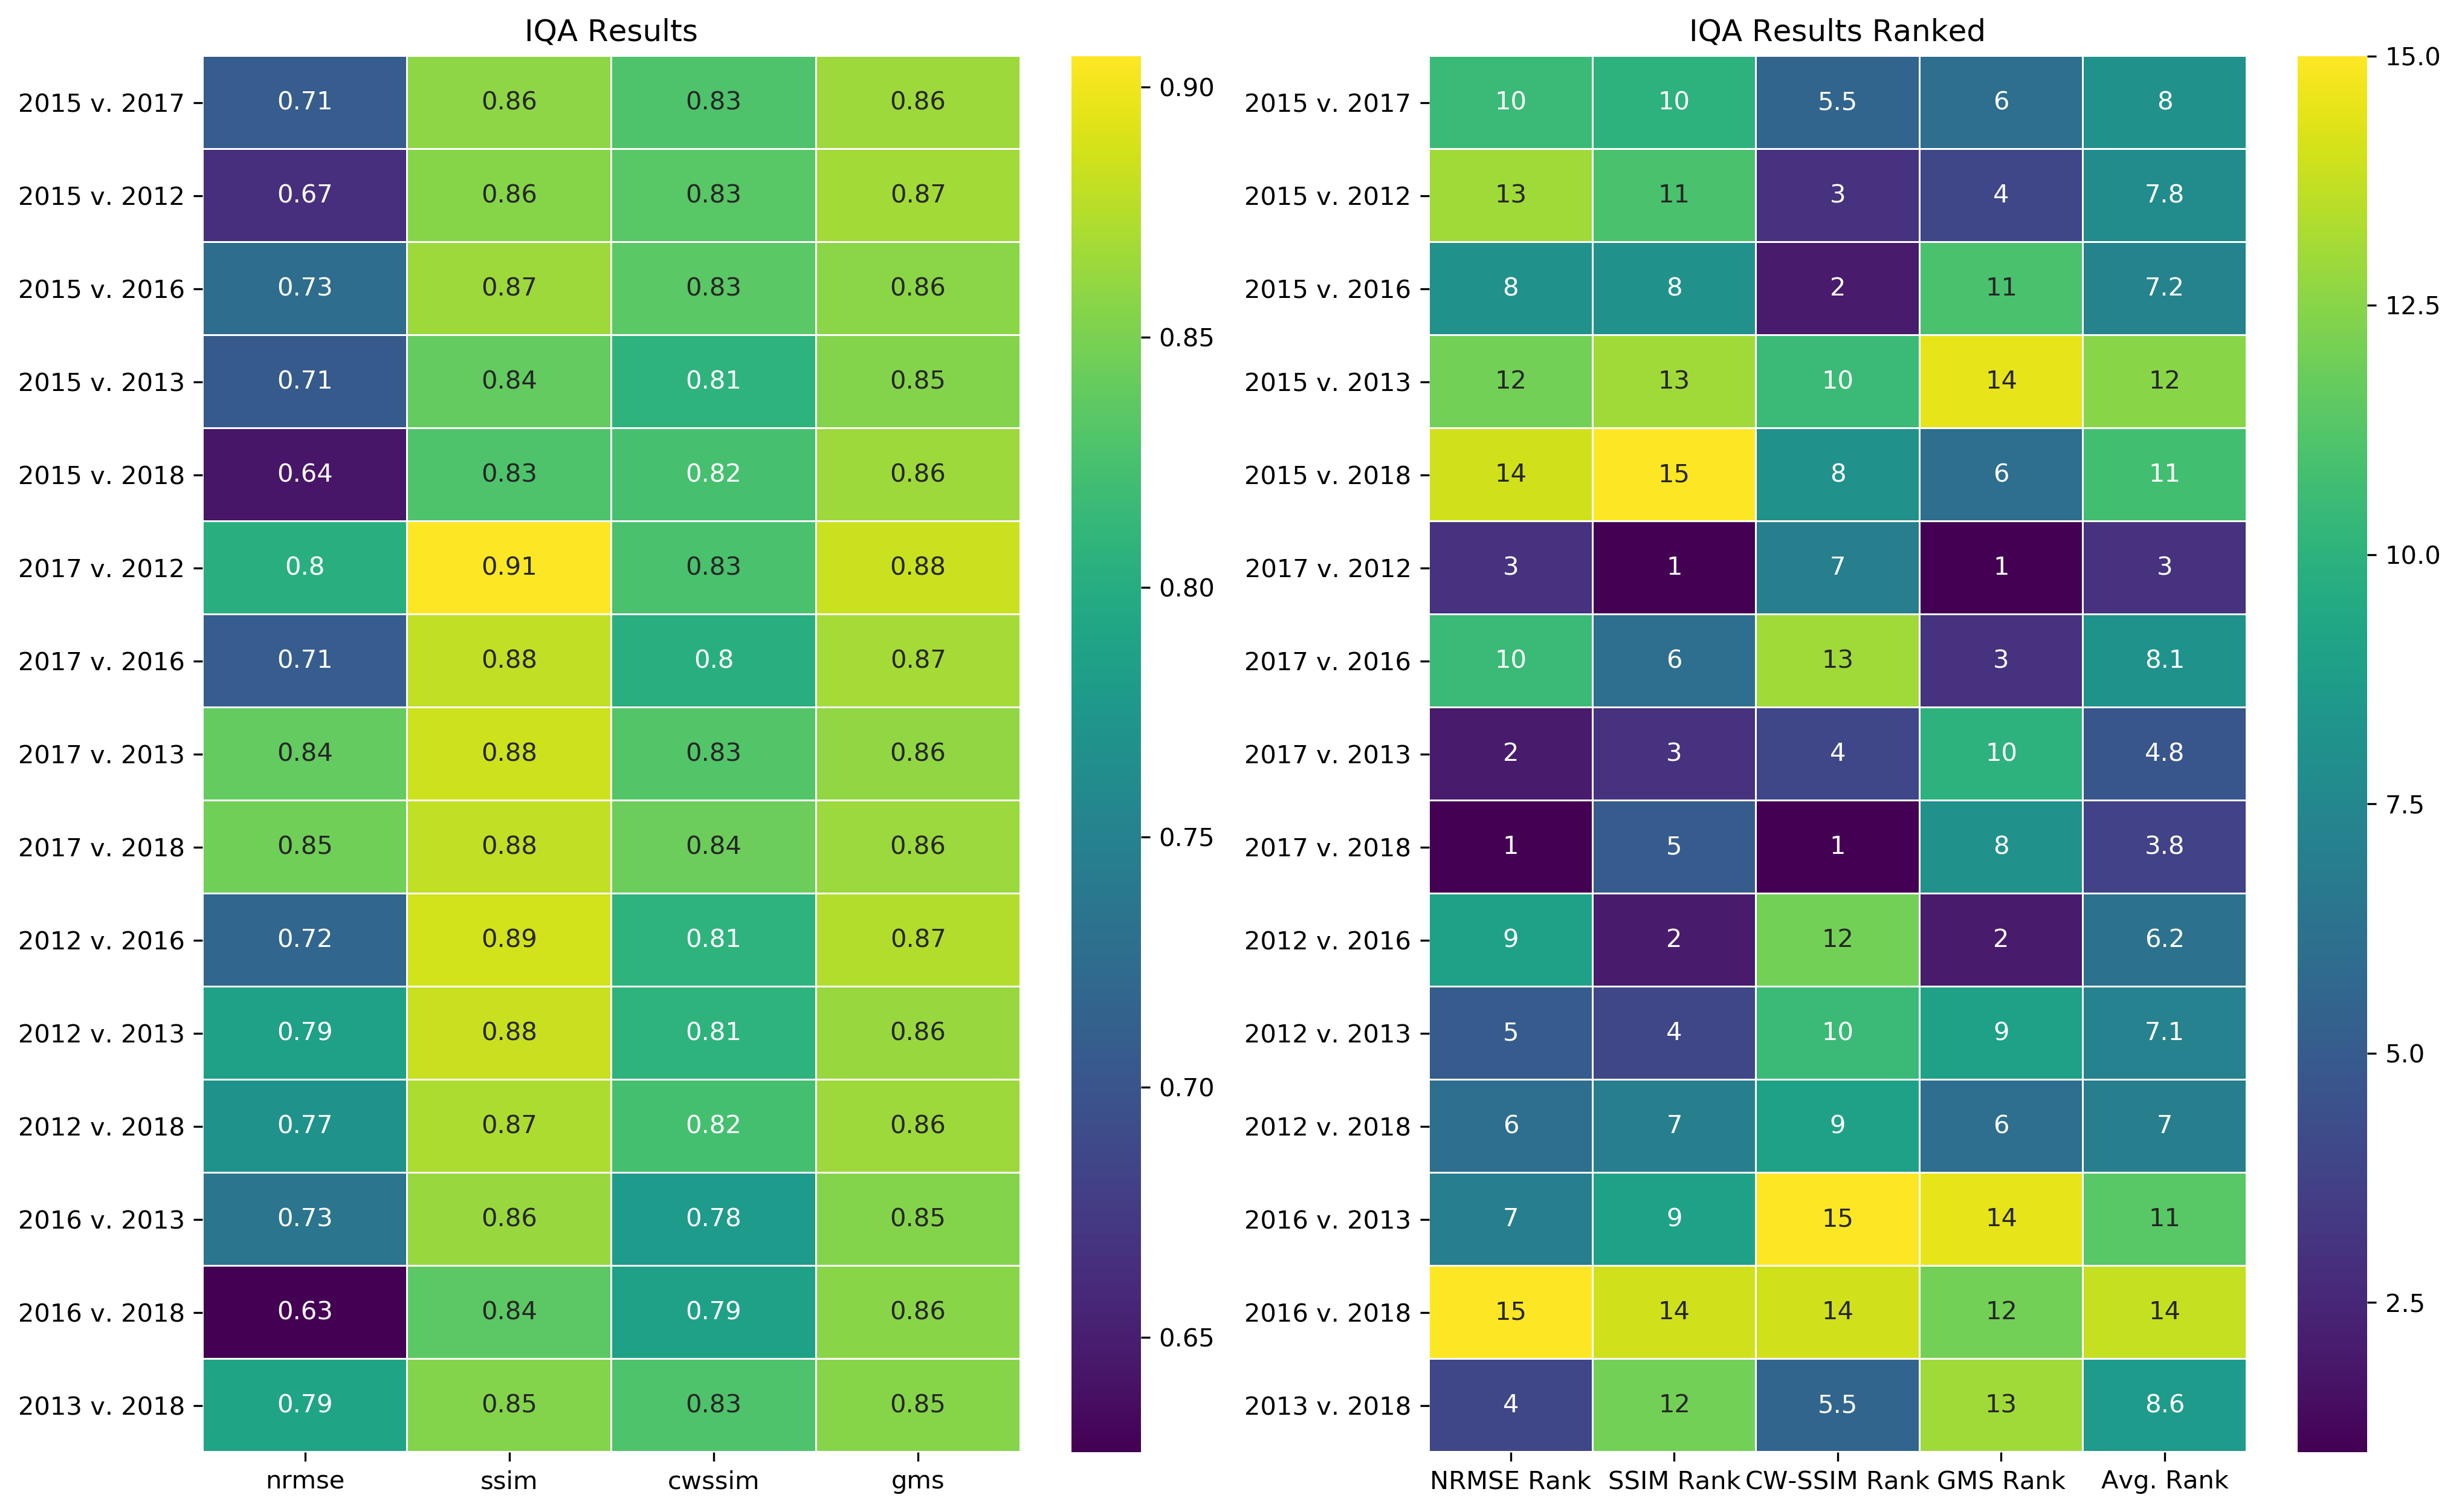 IQA Results
2015 v. 2017 0.71 0.86 0.83 0.86
2015 v. 2012 0.67 0.86 0.83 0.87
2015 v. 2016 0.73 0.87 0.83 0.86
2015 v. 2013 0.71 0.84 0.81 0.85
2015 v. 2018 0.64 0.83 0.82 0.86
2017 v. 2012 0.8 0.91 0.83 0.88
2017 v. 2016 0.71 0.88 0.8 0.87
2017 v. 2013 0.84 0.88 0.83 0.86
2017 v. 2018 0.85 0.88 0.84 0.86
2012 v. 2016 0.72 0.89 0.81 0.87
2012 v. 2013 0.79 0.88 0.81 0.86
2012 v. 2018 0.77 0.87 0.82 0.86
2016 v. 2013 0.73 0.86 0.78 0.85
2016 v. 2018 0.63 0.84 0.79 0.86
2013 v. 2018 0.79 0.85 0.83 0.85
nrmse ssim cwssim gms
0.90
0.85
0.80
0.75
0.70
0.65
IQA Results Ranked
2015 v. 2017 10 10 5.5 6 8
2015 v. 2012 13 11 3 4 7.8
2015 v. 2016 8 8 2 11 7.2
2015 v. 2013 12 13 10 14 12
2015 v. 2018 14 15 8 6 11
2017 v. 2012 3 1 7 1 3
2017 v. 2016 10 6 13 3 8.1
2017 v. 2013 2 3 4 10 4.8
2017 v. 2018 1 5 1 8 3.8
2012 v. 2016 9 2 12 2 6.2
2012 v. 2013 5 4 10 9 7.1
2012 v. 2018 6 7 9 6 7
2016 v. 2013 7 9 15 14 11
2016 v. 2018 15 14 14 12 14
2013 v. 2018 4 12 5.5 13 8.6
NRMSE Rank SSIM Rank CW-SSIM Rank GMS Rank Avg. Rank
15.0
12.5
10.0
7.5
5.0
2.5